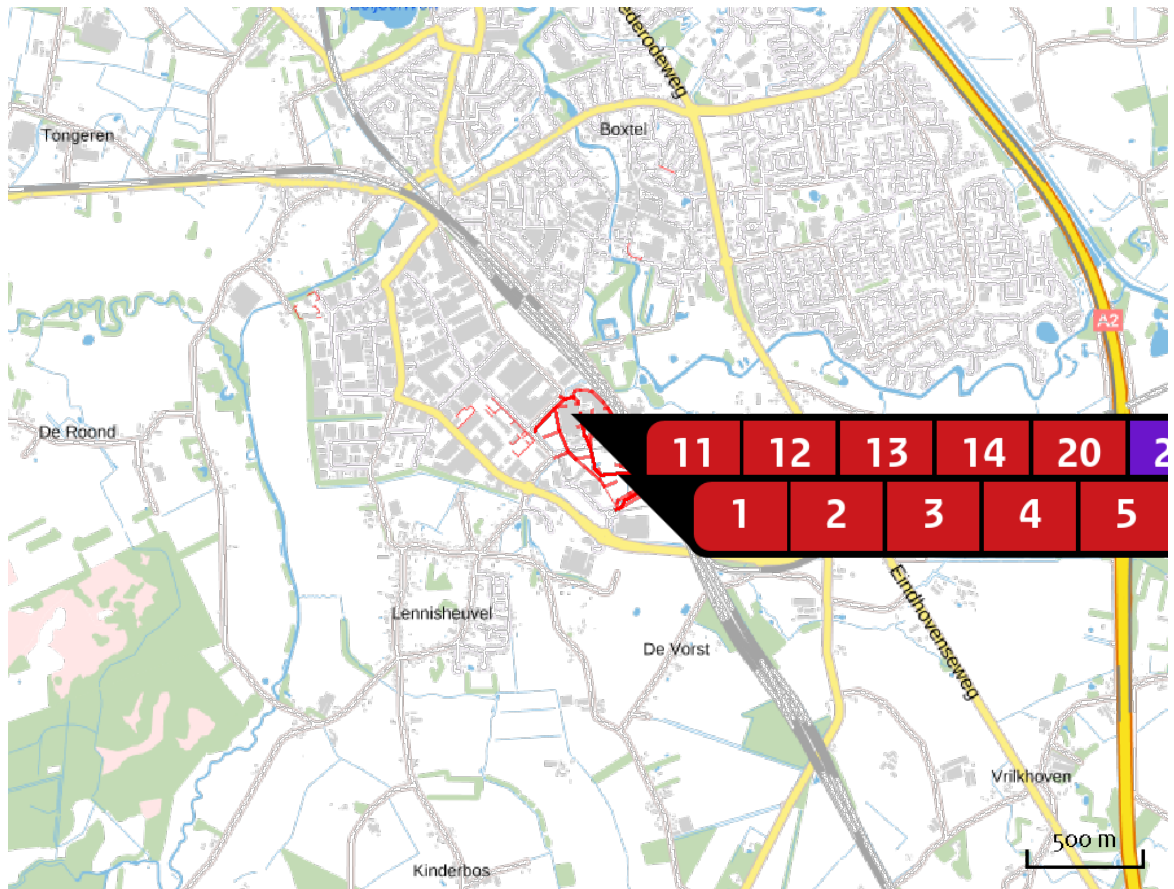 Boxtel
Tongeren
A2
De Roond
11 12 13 14 20
1 2 3 4 5
Eindhovenseweg
Lennisheuvel
De Vorst
Vrilkhoven
500 m
Kinderbos